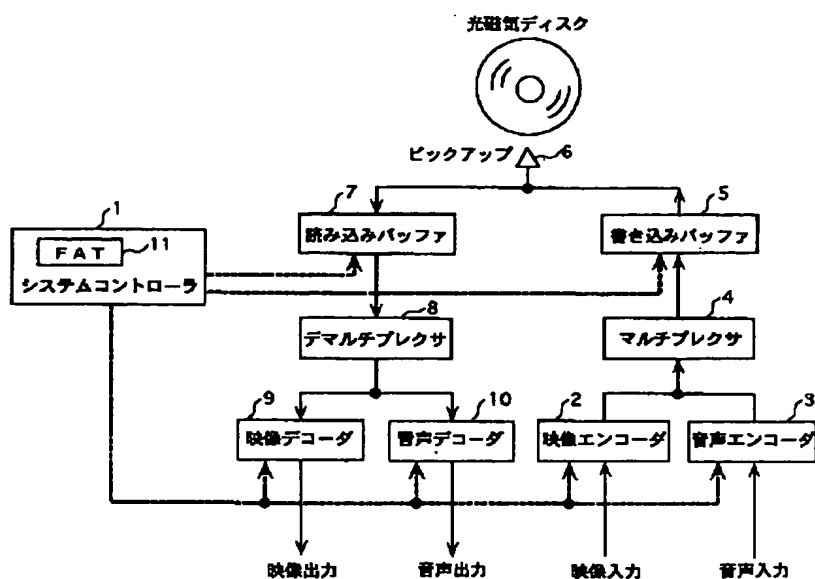 光磁気ディスク
ピックアップ
6
7
5
1
11
FAT
システムコントローラ
読み込みバッファ
書き込みバッファ
8
4
デマルチプレクサ
マルチプレクサ
9
10
2
3
映像デコーダ
音声デコーダ
映像エンコーダ
音声エンコーダ
映像出力
音声出力
映像入力
音声入力